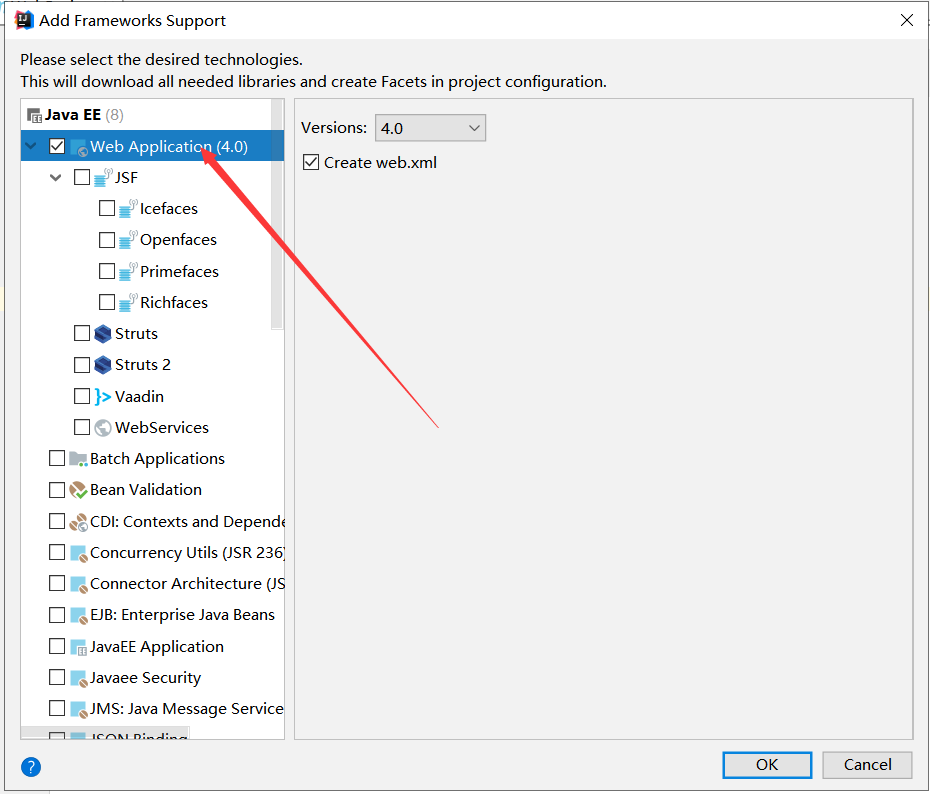 Add Frameworks Support
Please select the desired technologies.
This will download all needed libraries and create Facets in project configuration.
Java EE (8)
Web Application (4.0)
JSF
Icefaces
Openfaces
Primefaces
Richfaces
Struts
Struts 2
Vaadin
WebServices
Batch Applications
Bean Validation
CDI: Contexts and Depende
Concurrency Utils (JSR 236)
Connector Architecture (JS
EJB: Enterprise Java Beans
JavaEE Application
Javaee Security
JMS: Java Message Service
JSON Binding
Versions: 4.0
Create web.xml
?
OK
Cancel